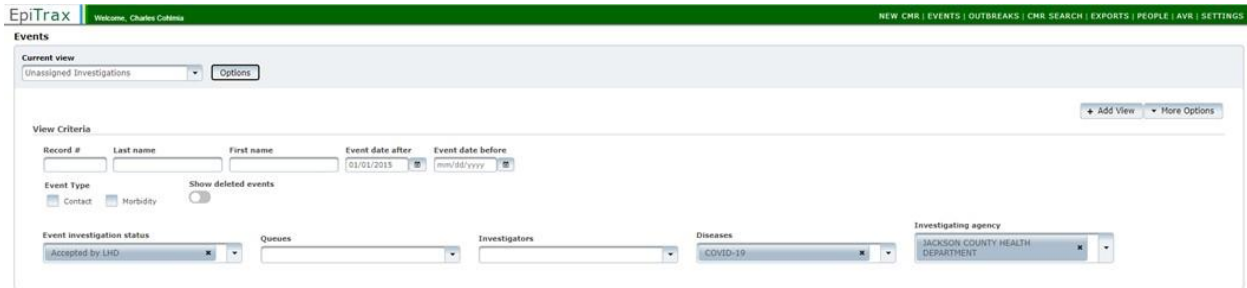 EpiTrax Welcome, Charles Cohimia NEW CMR | EVENTS | OUTBREAKS | CMR SEARCH | EXPORTS | PEOPLE | AVR | SETTINGS
Events
Current view
Unassigned Investigations Options
+ Add View More Options
View Criteria
Record # Last name First name Event date after Event date before
01/01/2015 mm/dd/yyyy
Event Type Show deleted events
Contact Morbidity
Event investigation status Queues Investigators Diseases Investigating agency
Accepted by LHD COVID-19 JACKSON COUNTY HEALTH
DEPARTMENT